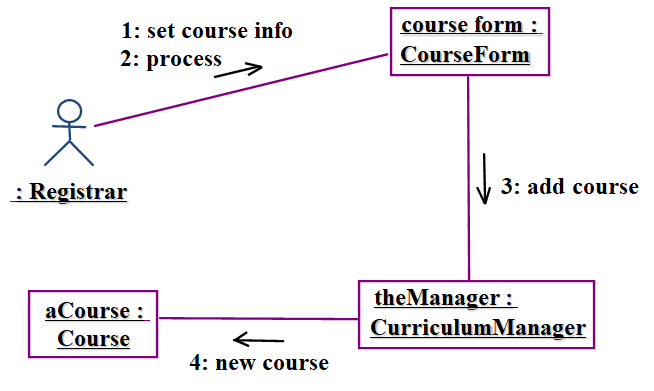 1: set course info
2: process
course form :
CourseForm
: Registrar
3: add course
theManager :
CurriculumManager
aCourse :
Course
4: new course